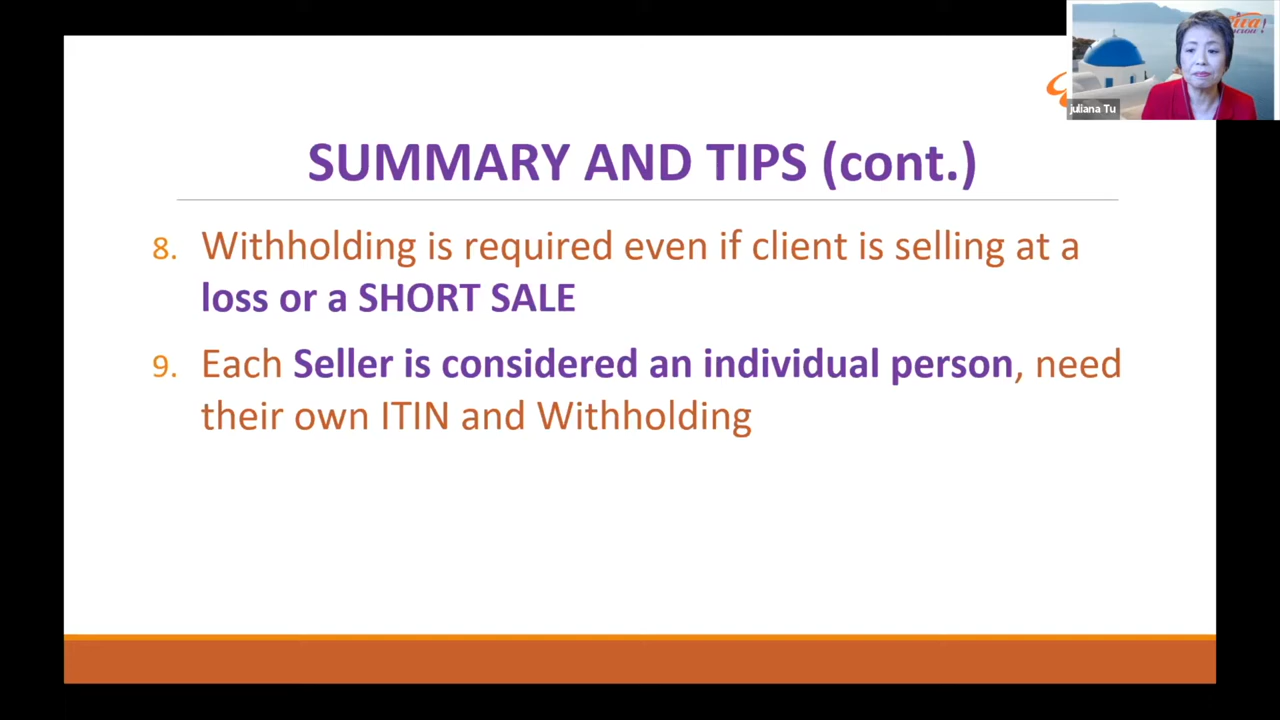 juliana Tu
SUMMARY AND TIPS (cont.)
8. Withholding is required even if client is selling at a
loss or a SHORT SALE
9. Each Seller is considered an individual person, need
their own ITIN and Withholding